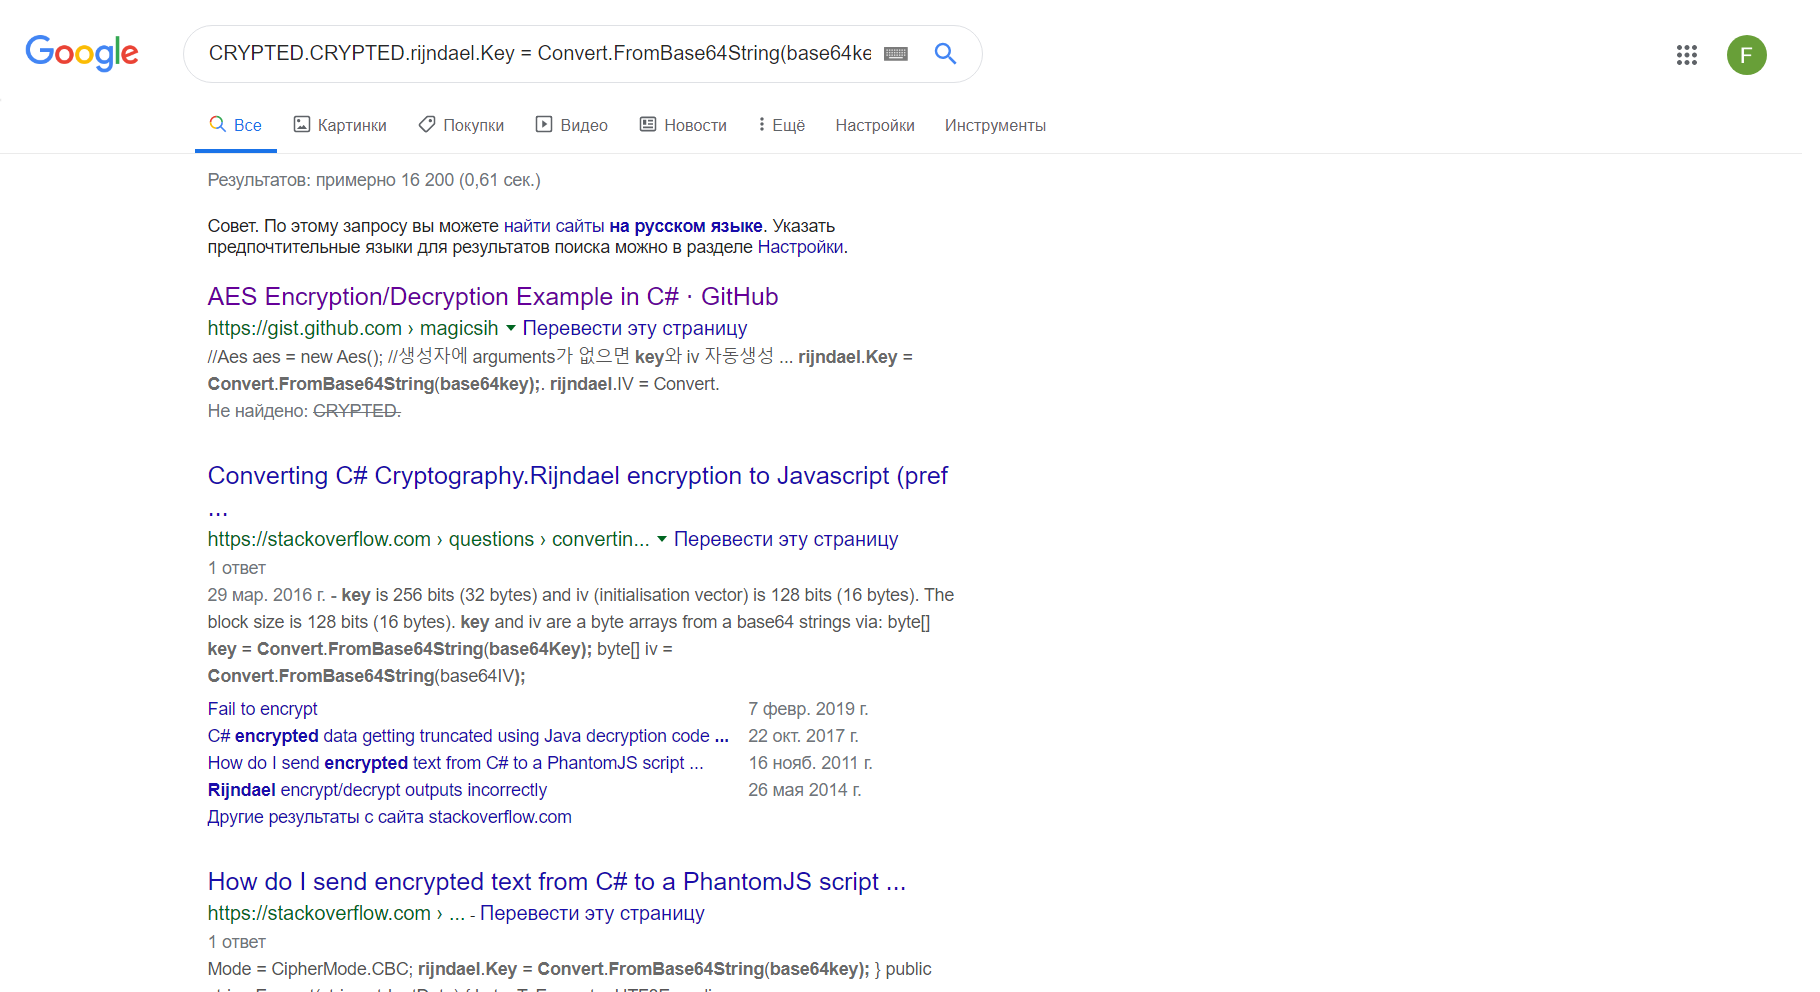 Google
CRYPTED.CRYPTED.rijndael.Key = Convert.FromBase64String(base64ke
F
Все Картинки Покупки Видео Новости Ещё Настройки Инструменты
Результатов: примерно 16 200 (0,61 сек.)
Совет. По этому запросу вы можете найти сайты на русском языке. Указать
предпочтительные языки для результатов поиска можно в разделе Настройки.
AES Encryption/Decryption Example in C# · GitHub
https://gist.github.com › magicsih Перевести эту страницу
//Aes aes = new Aes(); //생성자에 arguments가 없으면 key와 iv 자동생성 ... rijndael.Key =
Convert.FromBase64String(base64key);. rijndael.IV = Convert.
Не найдено: CRYPTED.
Converting C# Cryptography.Rijndael encryption to Javascript (pref
...
https://stackoverflow.com › questions › convertin... Перевести эту страницу
1 ответ
29 мар. 2016 г. - key is 256 bits (32 bytes) and iv (initialisation vector) is 128 bits (16 bytes). The
block size is 128 bits (16 bytes). key and iv are a byte arrays from a base64 strings via: byte[]
key = Convert.FromBase64String(base64Key); byte[] iv =
Convert.FromBase64String(base64IV);
Fail to encrypt 7 февр. 2019 г.
C# encrypted data getting truncated using Java decryption code ... 22 окт. 2017 г.
How do I send encrypted text from C# to a PhantomJS script ... 16 нояб. 2011 г.
Rijndael encrypt/decrypt outputs incorrectly 26 мая 2014 г.
Другие результаты с сайта stackoverflow.com
How do I send encrypted text from C# to a PhantomJS script ...
https://stackoverflow.com › ... - Перевести эту страницу
1 ответ
Mode = CipherMode.CBC; rijndael.Key = Convert.FromBase64String(base64key); } public